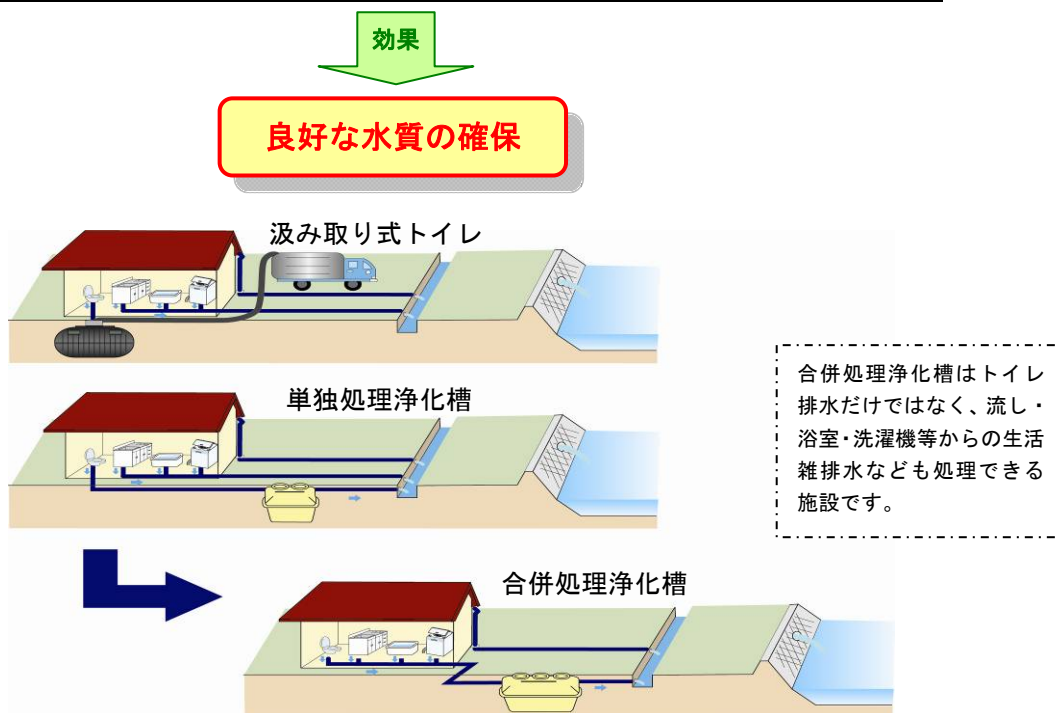 効果
良好な水質の確保
汲み取り式トイレ
単独処理浄化槽
合併処理浄化槽はトイレ
排水だけではなく、流し・
浴室・洗濯機等からの生活
雑排水なども処理できる
施設です。
合併処理浄化槽